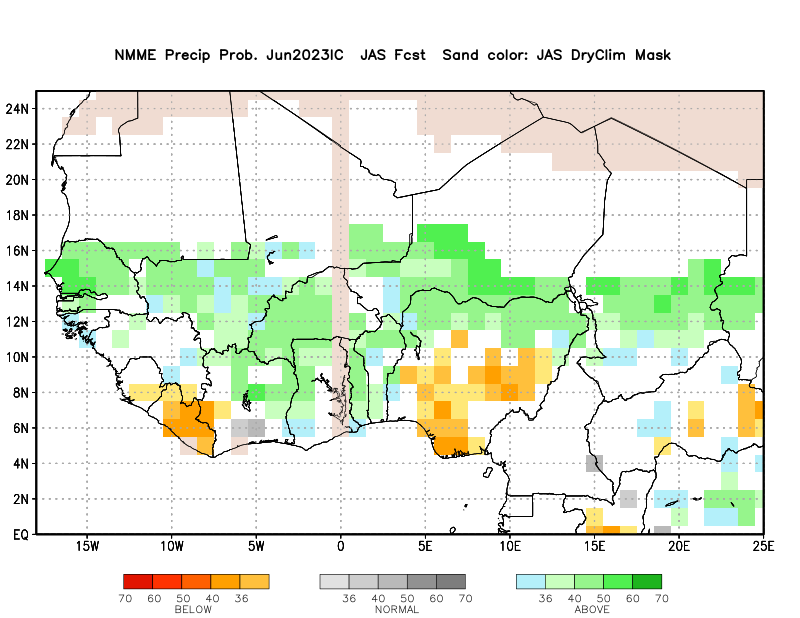 NMME Precip Prob. Jun2023IC JAS Fcst Sand color: JAS DryClim Mask
24N
22N
20N
18N
16N
14N
12N
10N
8N
6N
4N
2N
EQ
15W 10W 5W 0 5E 10E 15E 20E 25E
70 60 50 40 36 36 40 50 60 70 36 40 50 60 70
BELOW NORMAL ABOVE